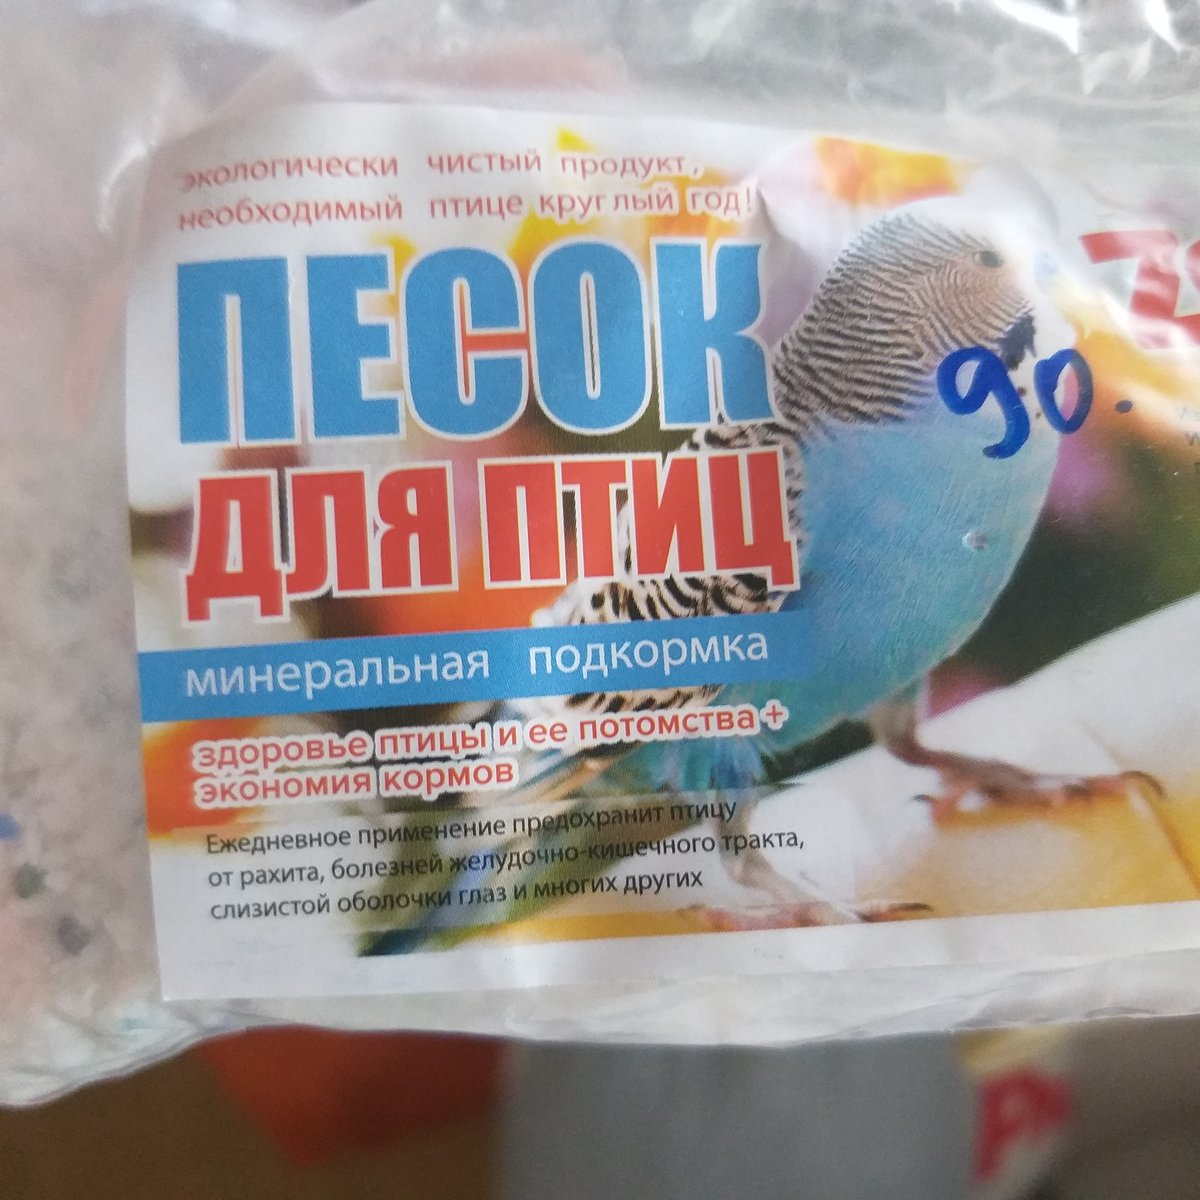 экологически чистый продукт,
необходимый птице круглый год!
ПЕСОК
ДЛЯ ПТИЦ
90.
минеральная подкормка
здоровье птицы и ее потомства +
экономия кормов
Ежедневное применение предохранит птицу
от рахита, болезней желудочно-кишечного тракта,
слизистой оболочки глаз и многих других